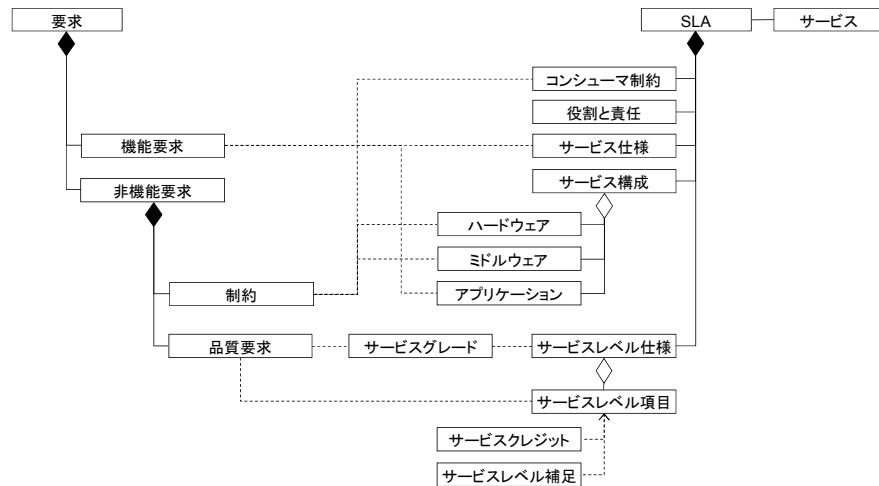 要求
SLA
サービス
コンシューマ制約
役割と責任
機能要求
サービス仕様
サービス構成
非機能要求
ハードウェア
ミドルウェア
制約
アプリケーション
品質要求
サービスグレード
サービスレベル仕様
サービスレベル項目
サービスクレジット
サービスレベル補足